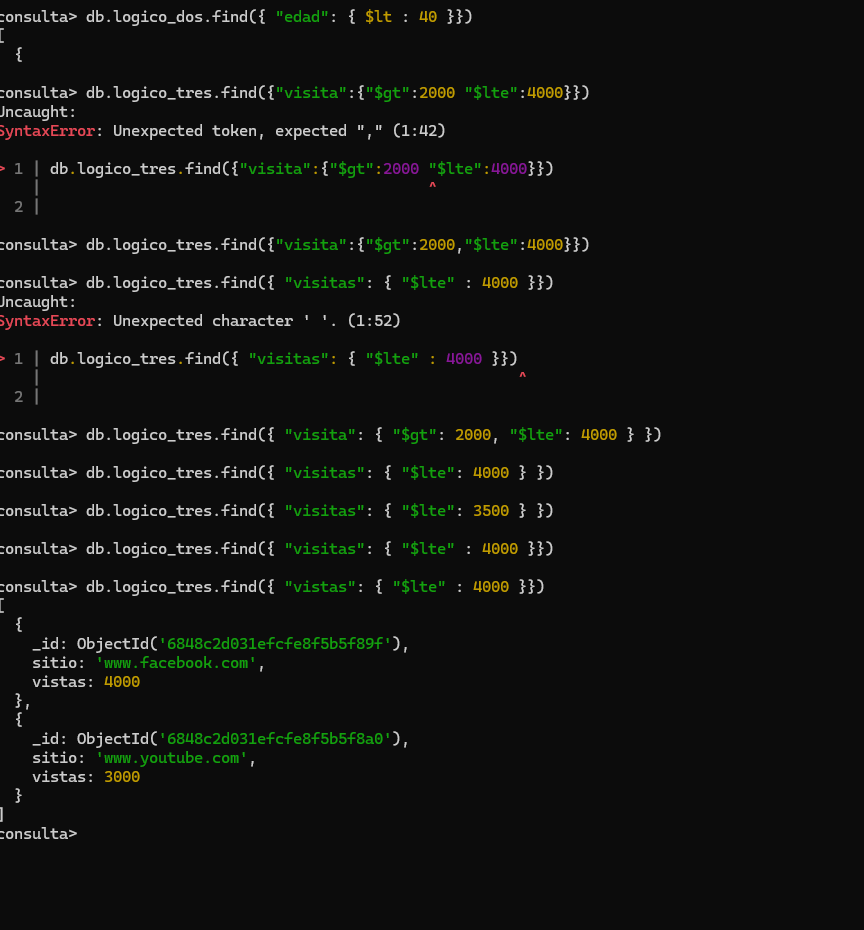 consulta> db.logico_dos.find({ "edad": { $lt : 40 }})
[
{
consulta> db.logico_tres.find({"visita":{"$gt":2000 "$lte":4000}})
Uncaught:
SyntaxError: Unexpected token, expected "," (1:42)
> 1 | db.logico_tres.find({"visita":{"$gt":2000 "$lte":4000}})
| ^
2 |
consulta> db.logico_tres.find({"visita":{"$gt":2000,"$lte":4000}})
consulta> db.logico_tres.find({ "visitas": { "$lte" : 4000 }})
Uncaught:
SyntaxError: Unexpected character ' '. (1:52)
> 1 | db.logico_tres.find({ "visitas": { "$lte" : 4000 }})
| ^
2 |
consulta> db.logico_tres.find({ "visita": { "$gt": 2000, "$lte": 4000 } })
consulta> db.logico_tres.find({ "visitas": { "$lte": 4000 } })
consulta> db.logico_tres.find({ "visitas": { "$lte": 3500 } })
consulta> db.logico_tres.find({ "visitas": { "$lte" : 4000 }})
consulta> db.logico_tres.find({ "vistas": { "$lte" : 4000 }})
[
{
_id: ObjectId('6848c2d031efcfe8f5b5f89f'),
sitio: 'www.facebook.com',
vistas: 4000
},
{
_id: ObjectId('6848c2d031efcfe8f5b5f8a0'),
sitio: 'www.youtube.com',
vistas: 3000
}
]
consulta>